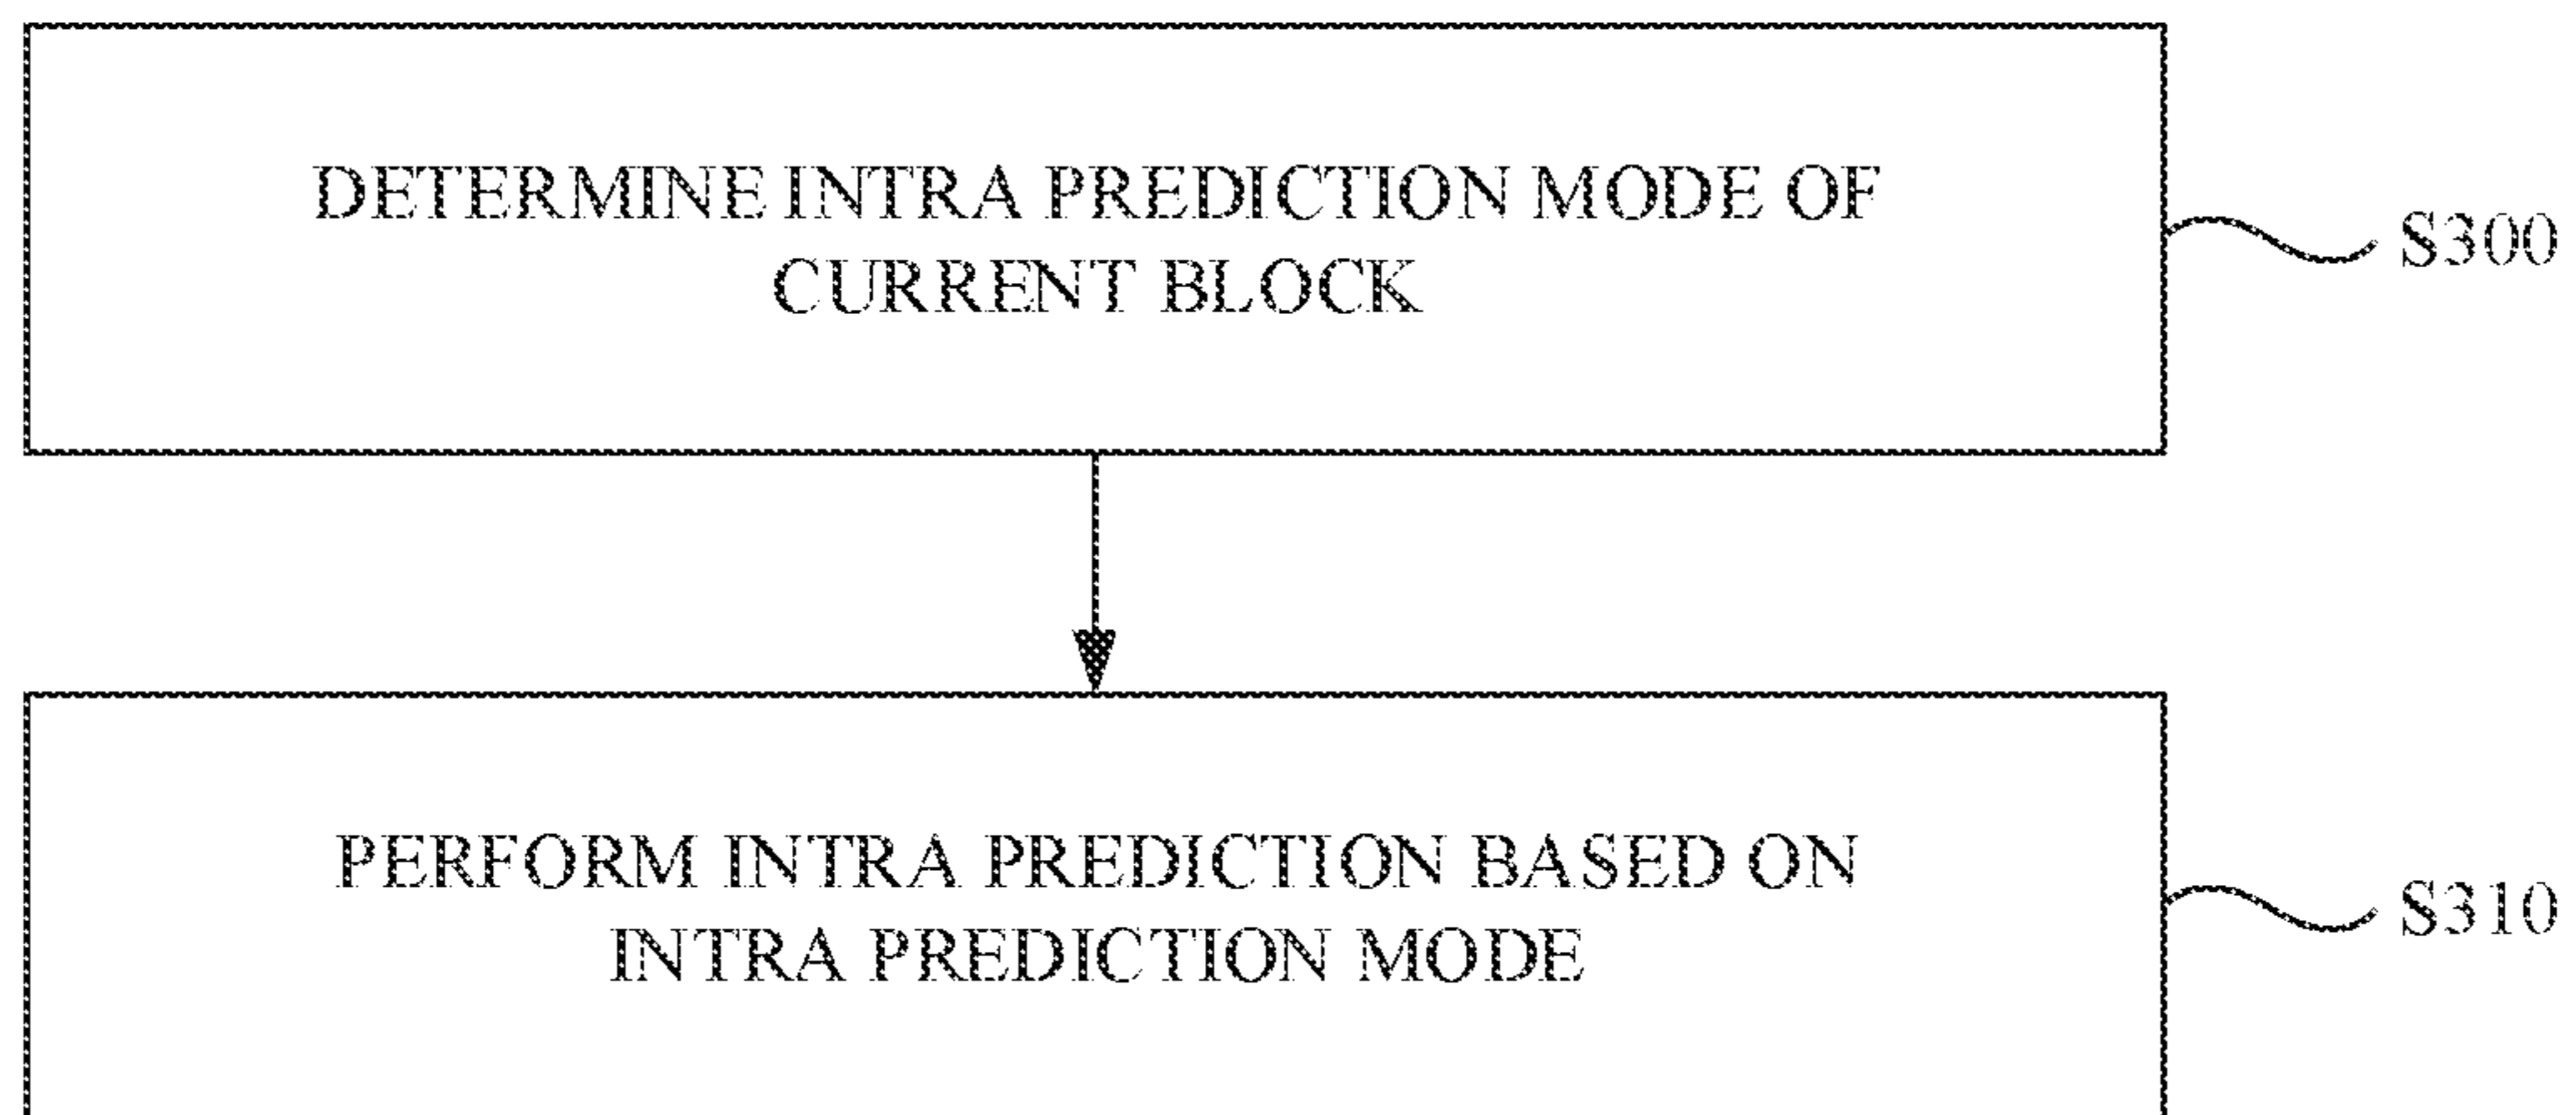 DETERMINE INTRA PREDICTION MODE OF
CURRENT BLOCK
S300
PERFORM INTRA PREDICTION BASED ON
INTRA PREDICTION MODE
S310